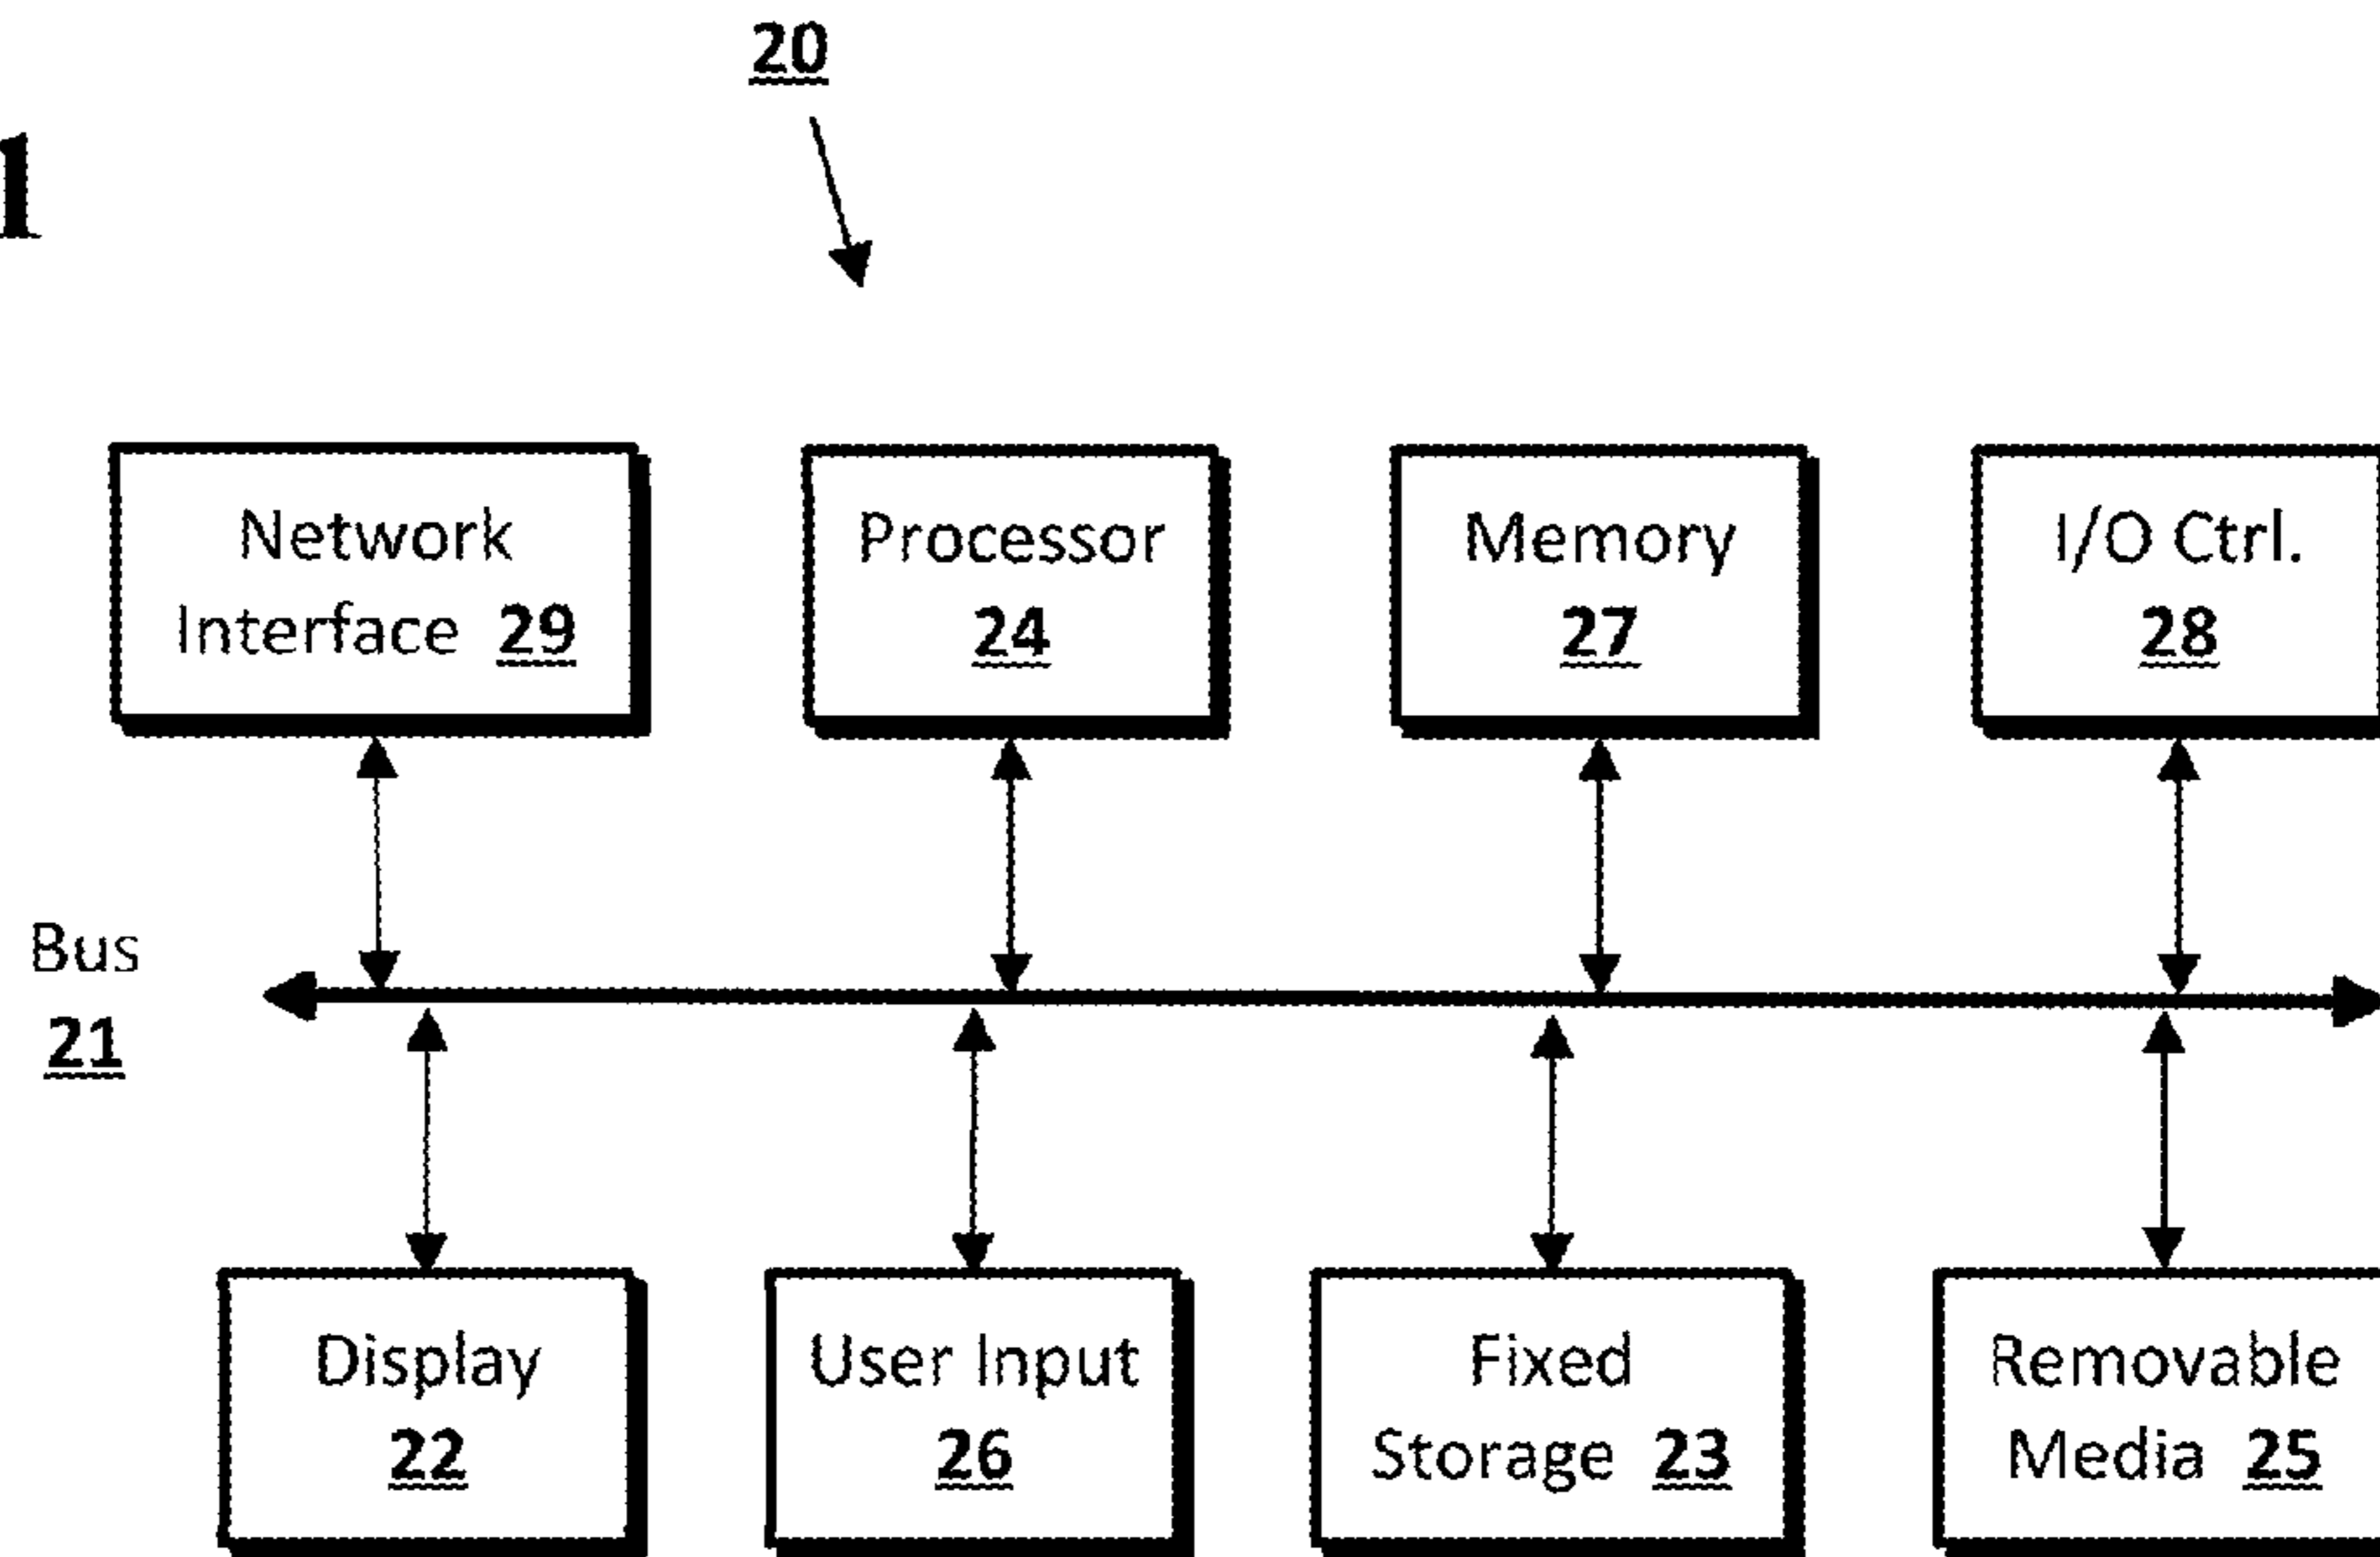 20
1
Network
Interface 29
Processor
24
Memory
27
I/O Ctrl.
28
Bus
21
Display
22
User Input
26
Fixed
Storage 23
Removable
Media 25